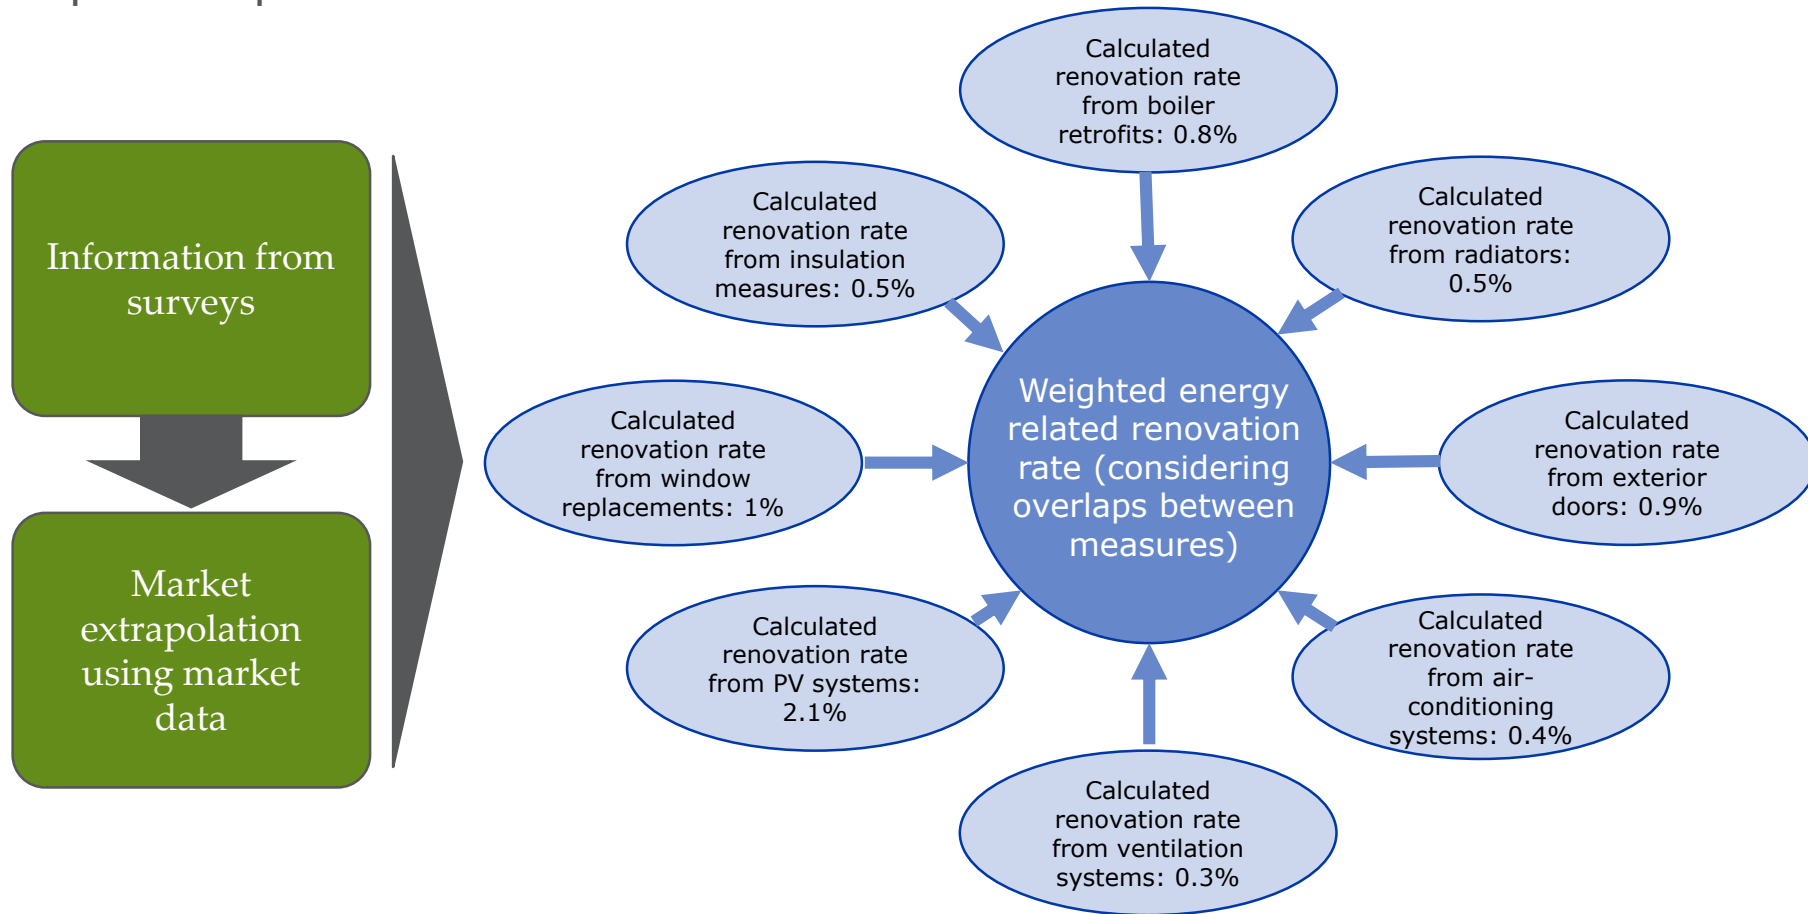 Information from
surveys
Market
extrapolation
using market
data
Calculated
renovation rate
from boiler
retrofits: 0.8%
Calculated
renovation rate
from insulation
measures: 0.5%
Calculated
renovation rate
from radiators:
0.5%
Calculated
renovation rate
from window
replacements: 1%
Weighted energy
related renovation
rate (considering
overlaps between
measures)
Calculated
renovation rate
from exterior
doors: 0.9%
Calculated
renovation rate
from PV systems:
2.1%
Calculated
renovation rate
from air-
conditioning
systems: 0.4%
Calculated
renovation rate
from ventilation
systems: 0.3%